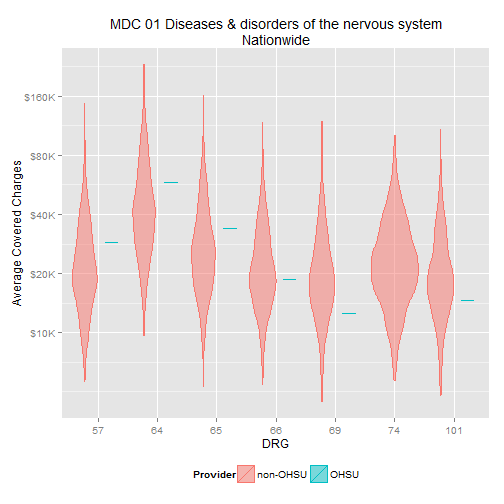 MDC 01 Diseases & disorders of the nervous system
Nationwide
$160K
$80K
$40K
$20K
$10K
Average Covered Charges
57 64 65 66 69 74 101
DRG
Provider non-OHSU OHSU